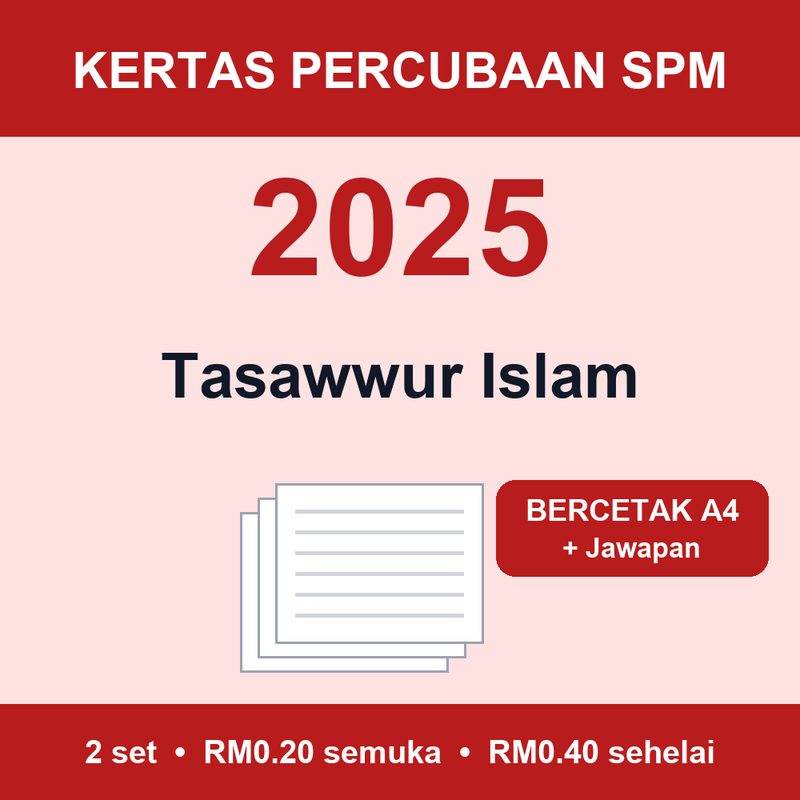 KERTAS PERCUBAAN SPM
2025
Tasawwur Islam
BERCETAK A4
+ Jawapan
2 set • RM0.20 semuka • RM0.40 sehelai